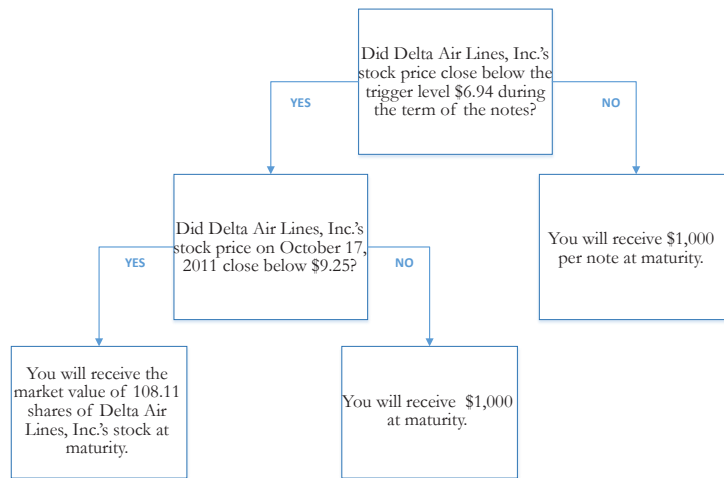 Did Delta Air Lines, Inc.'s
stock price close below the
trigger level $6.94 during
the term of the notes?
YES
NO
Did Delta Air Lines, Inc.'s
stock price on October 17,
2011 close below $9.25?
You will receive $1,000
per note at maturity.
YES
NO
You will receive the
market value of 108.11
shares of Delta Air
Lines, Inc.'s stock at
maturity.
You will receive $1,000
at maturity.